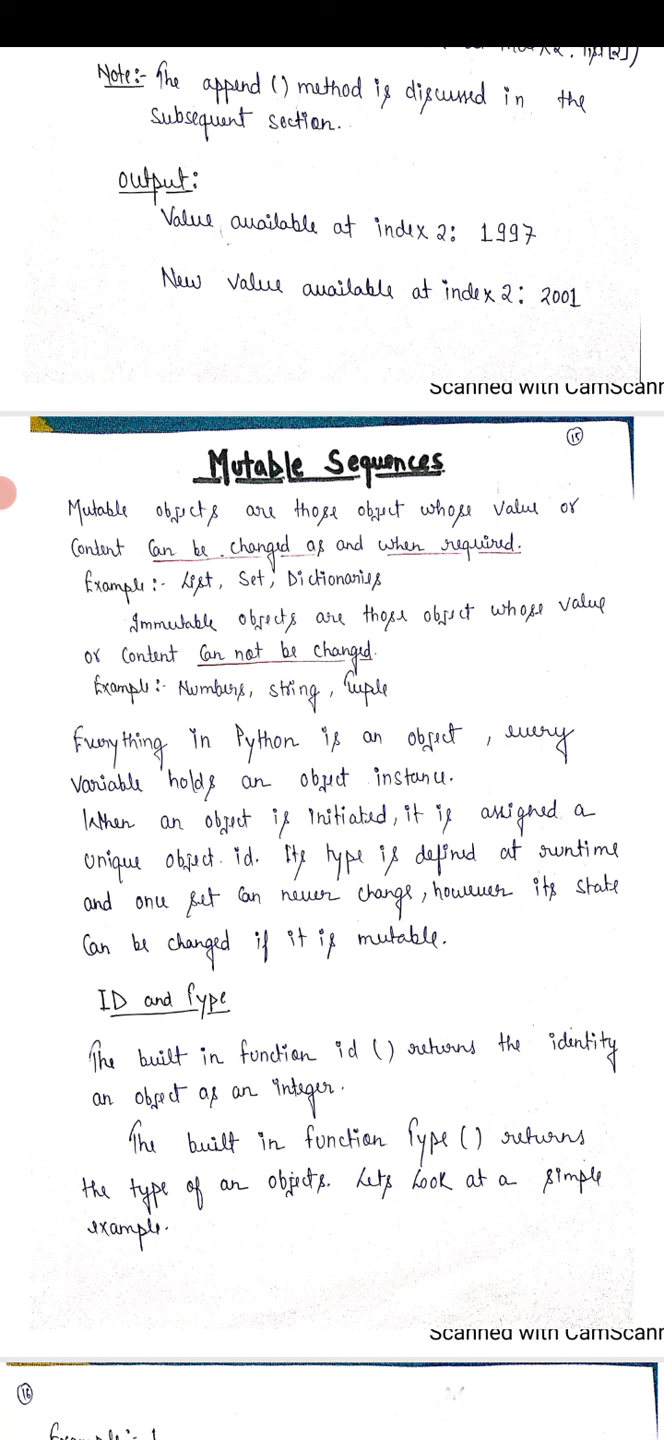 Note:- The append () method is discussed in the
subsequent section.
Output:
Value available at index 2: 1997
New value available at index 2: 2001
Scanned with CamScann
15
Mutable Sequences
Mutable objects are those object whose value or
Content Can be changed as and when required.
Example:- List, Set, Dictionaries
Immutable objects are those object whose value
or content Can not be changed.
Example:- Numbers, string, Tuple
Everything in Python is an object, every
variable holds an object instance.
When an object is initiated, it is assigned a
unique object id. Its type is defined at runtime
and once set can never change, however its state
Can be changed if it is mutable.
ID and Type
The built in function id () returns the identity
an object as an integer.
The built in function Type () returns
the type of an objects. Lets Look at a simple
example.
Scanned with CamScann
16